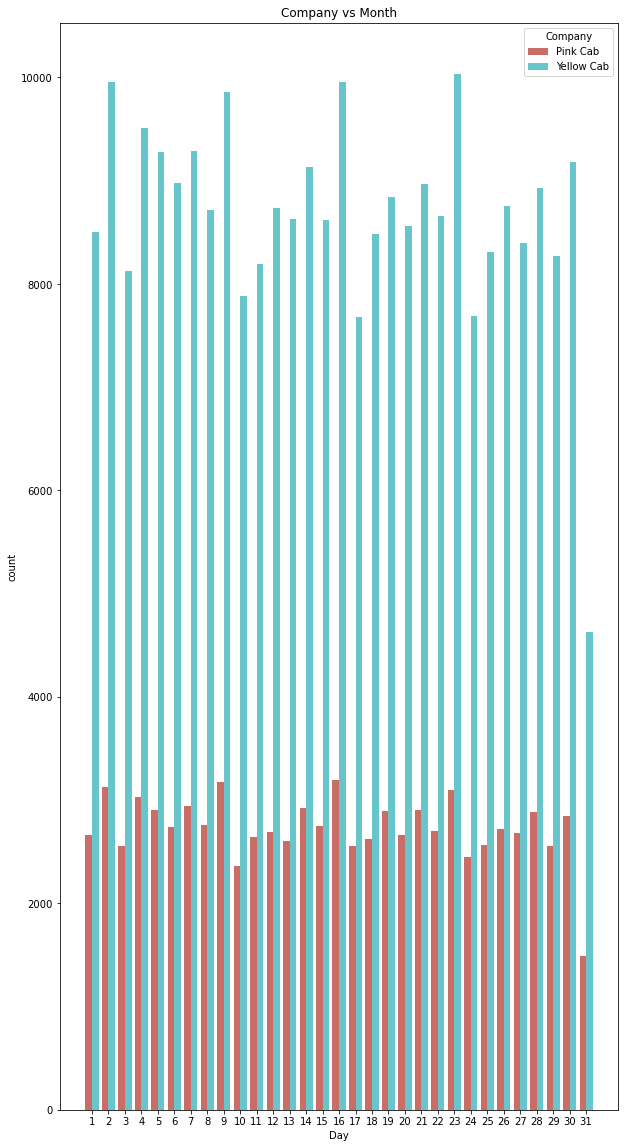 Company vs Month
Company
Pink Cab
Yellow Cab
10000
8000
6000
4000
2000
0
count
1 2 3 4 5 6 7 8 9 10 11 12 13 14 15 16 17 18 19 20 21 22 23 24 25 26 27 28 29 30 31
Day